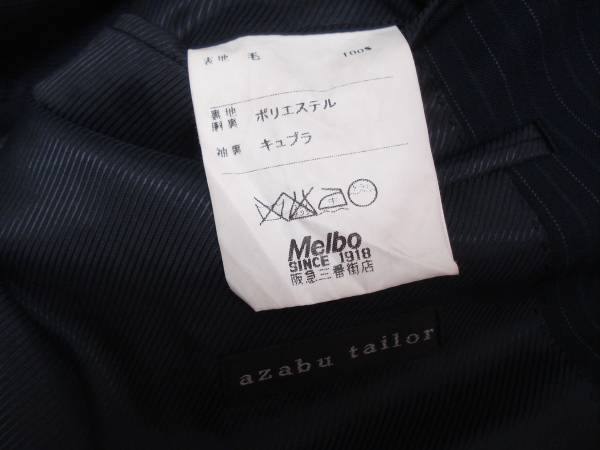 表地 毛 100%
裏地 ポリエステル
胴裏
袖裏 キュプラ
Melbo
SINCE 1918
阪急三番街店
azabu tailor